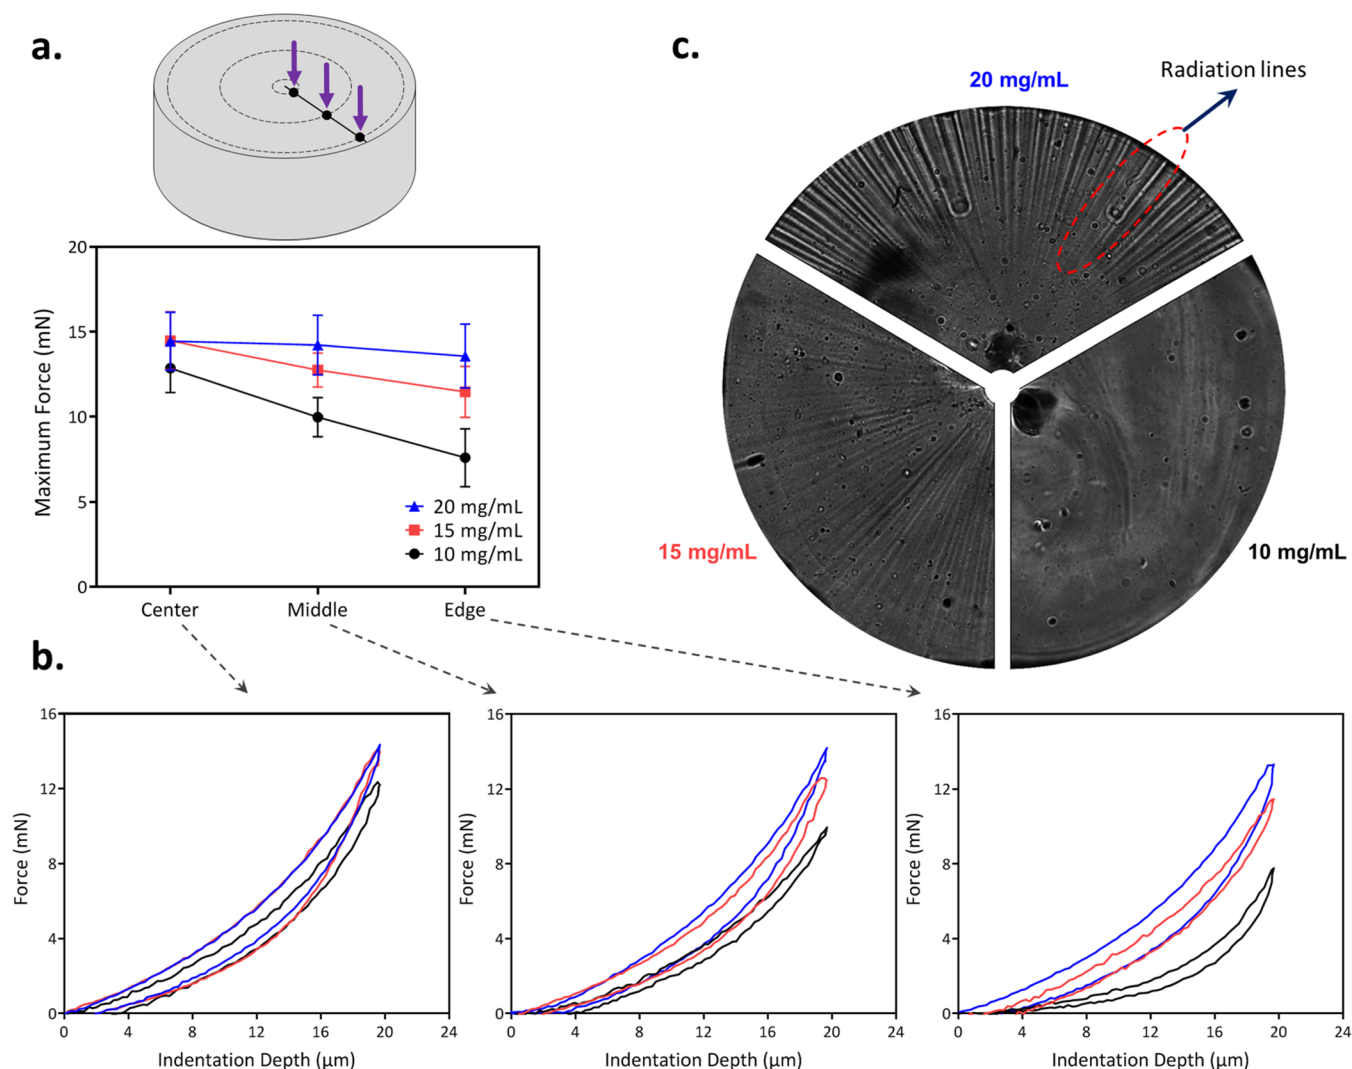 a.
Maximum Force (mN)
20
15
10
5
0
20 mg/mL
15 mg/mL
10 mg/mL
Center
Middle
Edge
c.
20 mg/mL
Radiation lines
15 mg/mL
10 mg/mL
b.
Force (mN)
16
12
8
4
0
0
4
8
12
16
20
24
Indentation Depth (µm)
Force (mN)
16
12
8
4
0
0
4
8
12
16
20
24
Indentation Depth (µm)
Force (mN)
16
12
8
4
0
0
4
8
12
16
20
24
Indentation Depth (µm)